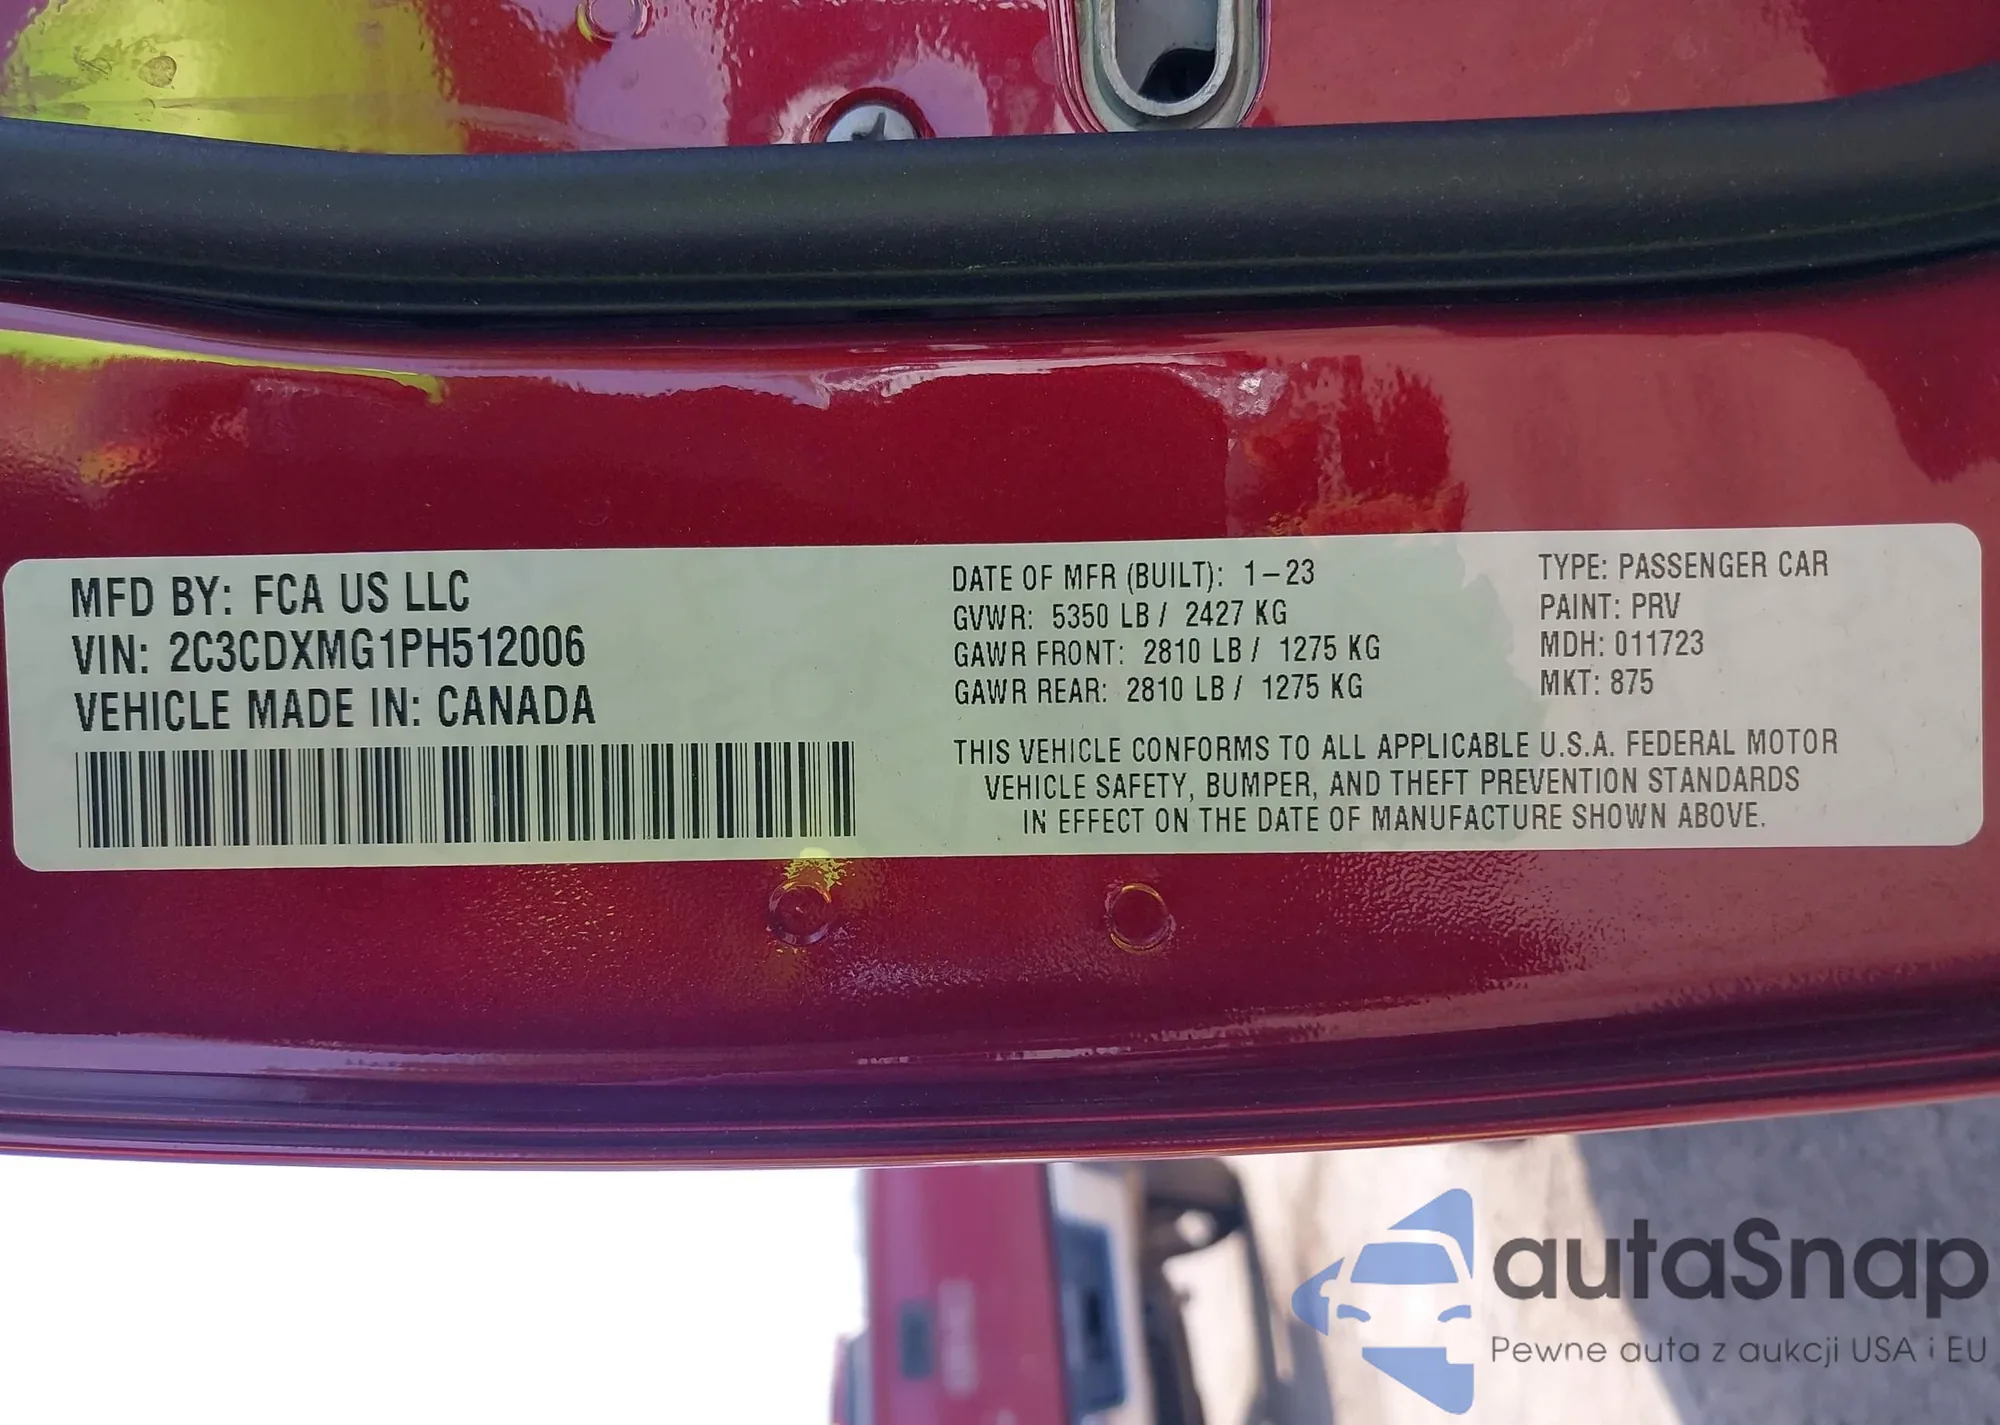 MFD BY: FCA US LLC
VIN: 2C3CDXMG1PH512006
VEHICLE MADE IN: CANADA
DATE OF MFR (BUILT): 1-23
GVWR: 5350 LB / 2427 KG
GAWR FRONT: 2810 LB / 1275 KG
GAWR REAR: 2810 LB / 1275 KG
TYPE: PASSENGER CAR
PAINT: PRV
MDH: 011723
MKT: 875
THIS VEHICLE CONFORMS TO ALL APPLICABLE U.S.A. FEDERAL MOTOR
VEHICLE SAFETY, BUMPER, AND THEFT PREVENTION STANDARDS
IN EFFECT ON THE DATE OF MANUFACTURE SHOWN ABOVE.
autaSnap
Pewne auta z aukcji USA i EU